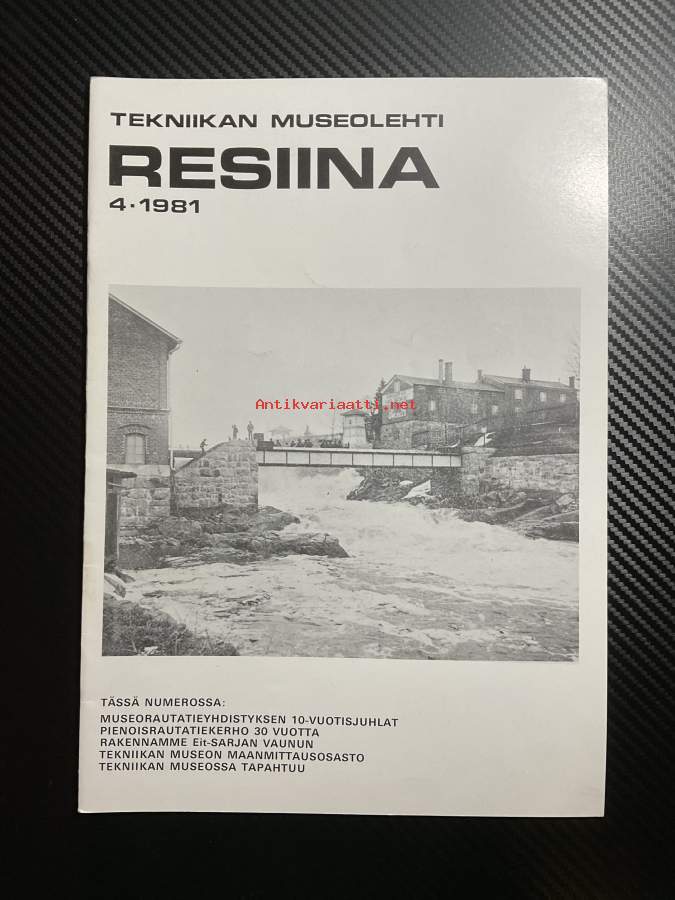 TEKNIIKAN MUSEOLEHTI
RESIINA
4·1981
Antikvariaatti.net
TÄSSÄ NUMEROSSA:
MUSEORAUTATIEYHDISTYKSEN 10-VUOTISJUHLAT
PIENOISRAUTATIEKERHO 30 VUOTTA
RAKENNAMME Eit-SARJAN VAUNUN
TEKNIIKAN MUSEON MAANMITTAUSOSASTO
TEKNIIKAN MUSEOSSA TAPAHTUU